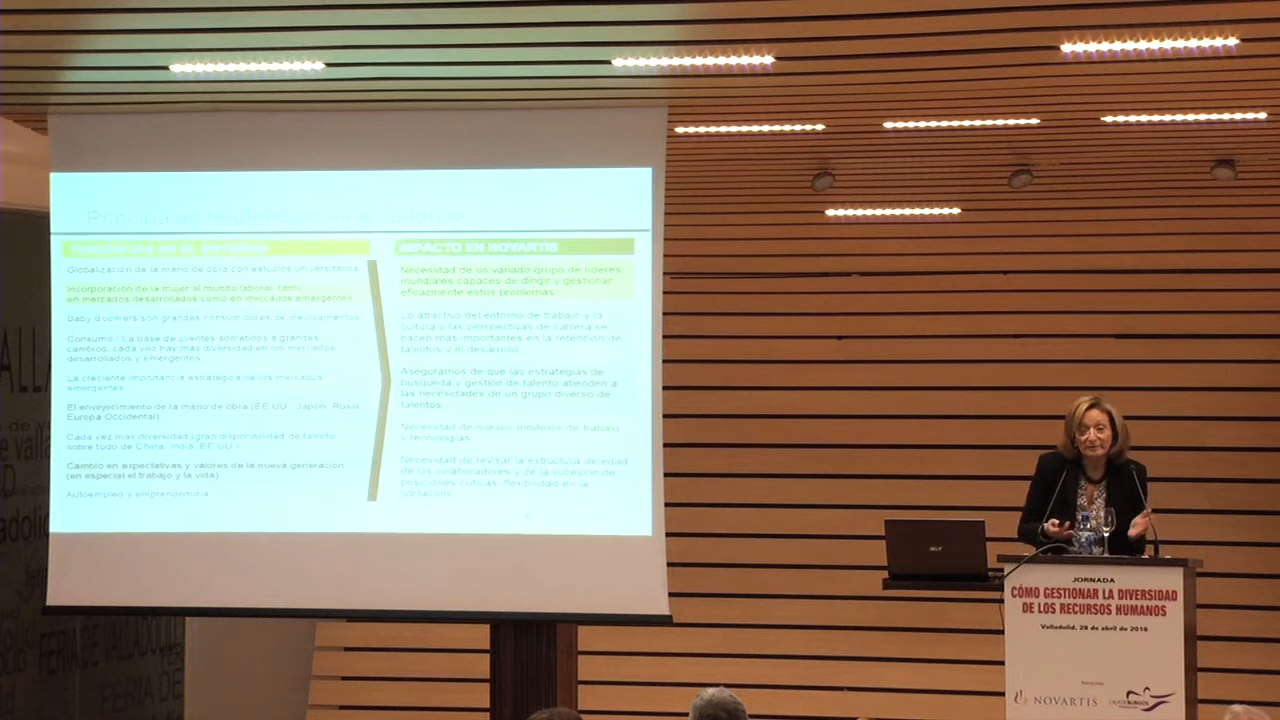 Principales
IMPACTO EN NOVARTIS
Globalización de la mano de obra con estudios universitarios
Incorporación de la mujer al mundo laboral, tanto
en mercados desarrollados como en mercados emergentes
Baby boomers son grandes consumidores de medicamentos
Consumo / La base de clientes sometidos a grandes
cambios, cada vez hay más diversidad en los mercados
desarrollados y emergentes
La creciente importancia estratégica de los mercados
emergentes
El envejecimiento de la mano de obra (EE.UU., Japón, Rusia
Europa Occidental)
Cada vez más diversidad (gran disponibilidad de talento,
sobre todo de China, India, EE.UU.)
Cambio en expectativas y valores de la nueva generación
(en especial el trabajo y la vida)
Autoempleo y emprendeduria
Necesidad de un variado grupo de líderes
mundiales capaces de dirigir y gestionar
eficazmente estos problemas
Lo atractivo del entorno de trabajo y la
cultura y las perspectivas de carrera se
hacen más importantes en la retención de
talentos y el desarrollo
Asegurarnos de que las estrategias de
búsqueda y gestión de talento atienden a
las necesidades de un grupo diverso de
talentos
Necesidad de nuevos modelos de trabajo
y tecnologías
Necesidad de revisar la estructura de edad
de los colaboradores y de la sucesión de
posiciones críticas, flexibilidad en la
ubicación
acer
JORNADA
CÓMO GESTIONAR LA DIVERSIDAD
DE LOS RECURSOS HUMANOS
Valladolid, 28 de abril de 2016
NOVARTIS
CAJADEBURGOS
FERIA DE VALLADOLID
FERIA DE